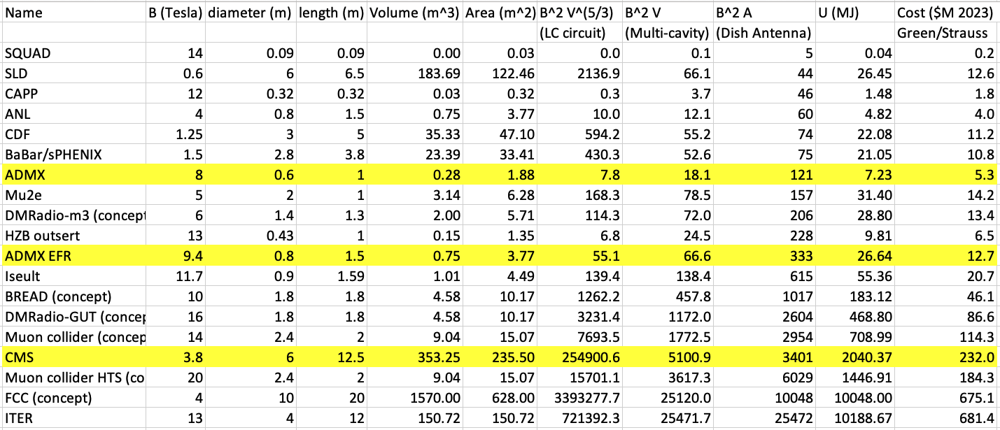 Name B (Tesla) diameter (m) length (m) Volume (m^3) Area (m^2) B^2 V^(5/3) B^2 V B^2 A U (MJ) Cost ($M 2023)
(LC circuit) (Multi-cavity) (Dish Antenna) Green/Strauss
SQUAD 14 0.09 0.09 0.00 0.03 0.0 0.1 5 0.04 0.2
SLD 0.6 6 6.5 183.69 122.46 2136.9 66.1 44 26.45 12.6
CAPP 12 0.32 0.32 0.03 0.32 0.3 3.7 46 1.48 1.8
ANL 4 0.8 1.5 0.75 3.77 10.0 12.1 60 4.82 4.0
CDF 1.25 3 5 35.33 47.10 594.2 55.2 74 22.08 11.2
BaBar/sPHENIX 1.5 2.8 3.8 23.39 33.41 430.3 52.6 75 21.05 10.8
ADMX 8 0.6 1 0.28 1.88 7.8 18.1 121 7.23 5.3
Mu2e 5 2 1 3.14 6.28 168.3 78.5 157 31.40 14.2
DMRadio-m3 (concept 6 1.4 1.3 2.00 5.71 114.3 72.0 206 28.80 13.4
HZB outsert 13 0.43 1 0.15 1.35 6.8 24.5 228 9.81 6.5
ADMX EFR 9.4 0.8 1.5 0.75 3.77 55.1 66.6 333 26.64 12.7
Iseult 11.7 0.9 1.59 1.01 4.49 139.4 138.4 615 55.36 20.7
BREAD (concept) 10 1.8 1.8 4.58 10.17 1262.2 457.8 1017 183.12 46.1
DMRadio-GUT (concep 16 1.8 1.8 4.58 10.17 3231.4 1172.0 2604 468.80 86.6
Muon collider (concep 14 2.4 2 9.04 15.07 7693.5 1772.5 2954 708.99 114.3
CMS 3.8 6 12.5 353.25 235.50 254900.6 5100.9 3401 2040.37 232.0
Muon collider HTS (co 20 2.4 2 9.04 15.07 15701.1 3617.3 6029 1446.91 184.3
FCC (concept) 4 10 20 1570.00 628.00 3393277.7 25120.0 10048 10048.00 675.1
ITER 13 4 12 150.72 150.72 721392.3 25471.7 25472 10188.67 681.4